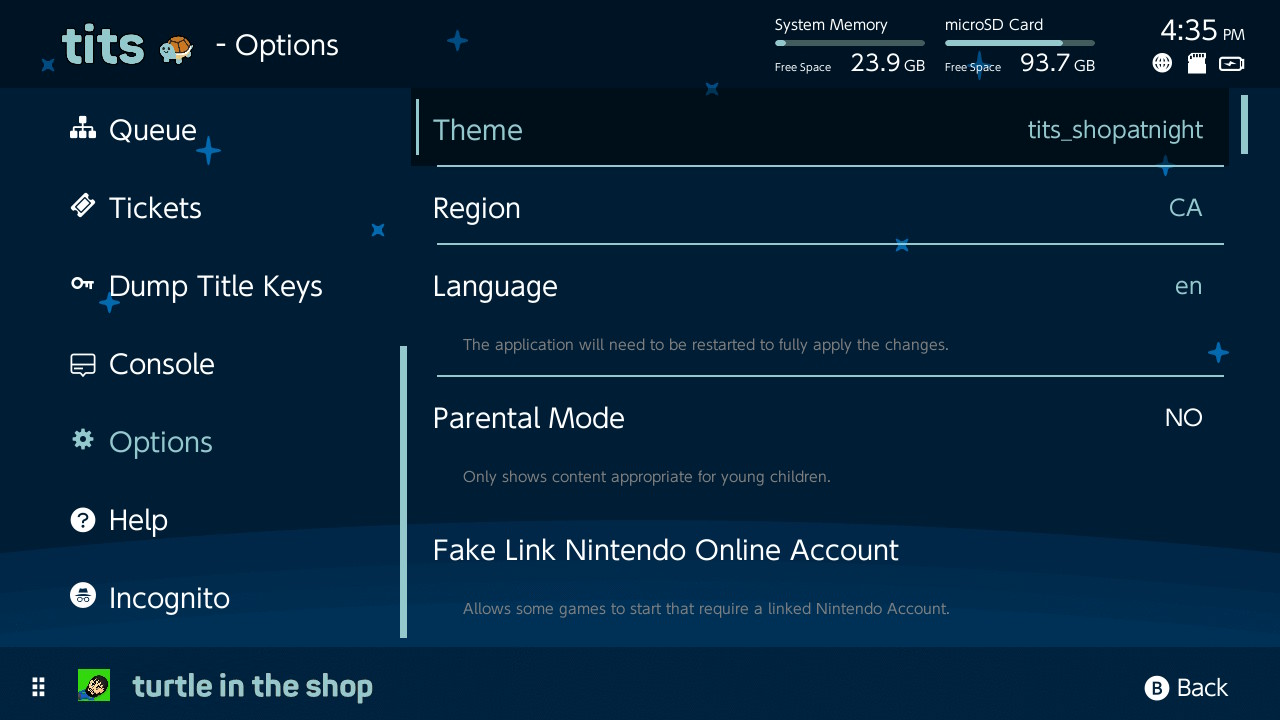 tits - Options
System Memory
Free Space 23.9 GB
microSD Card
Free Space 93.7 GB
4:35 PM
Queue
Tickets
Dump Title Keys
Console
Options
Help
Incognito
Theme tits_shopatnight
Region CA
Language en
The application will need to be restarted to fully apply the changes.
Parental Mode NO
Only shows content appropriate for young children.
Fake Link Nintendo Online Account
Allows some games to start that require a linked Nintendo Account.
turtle in the shop
B Back